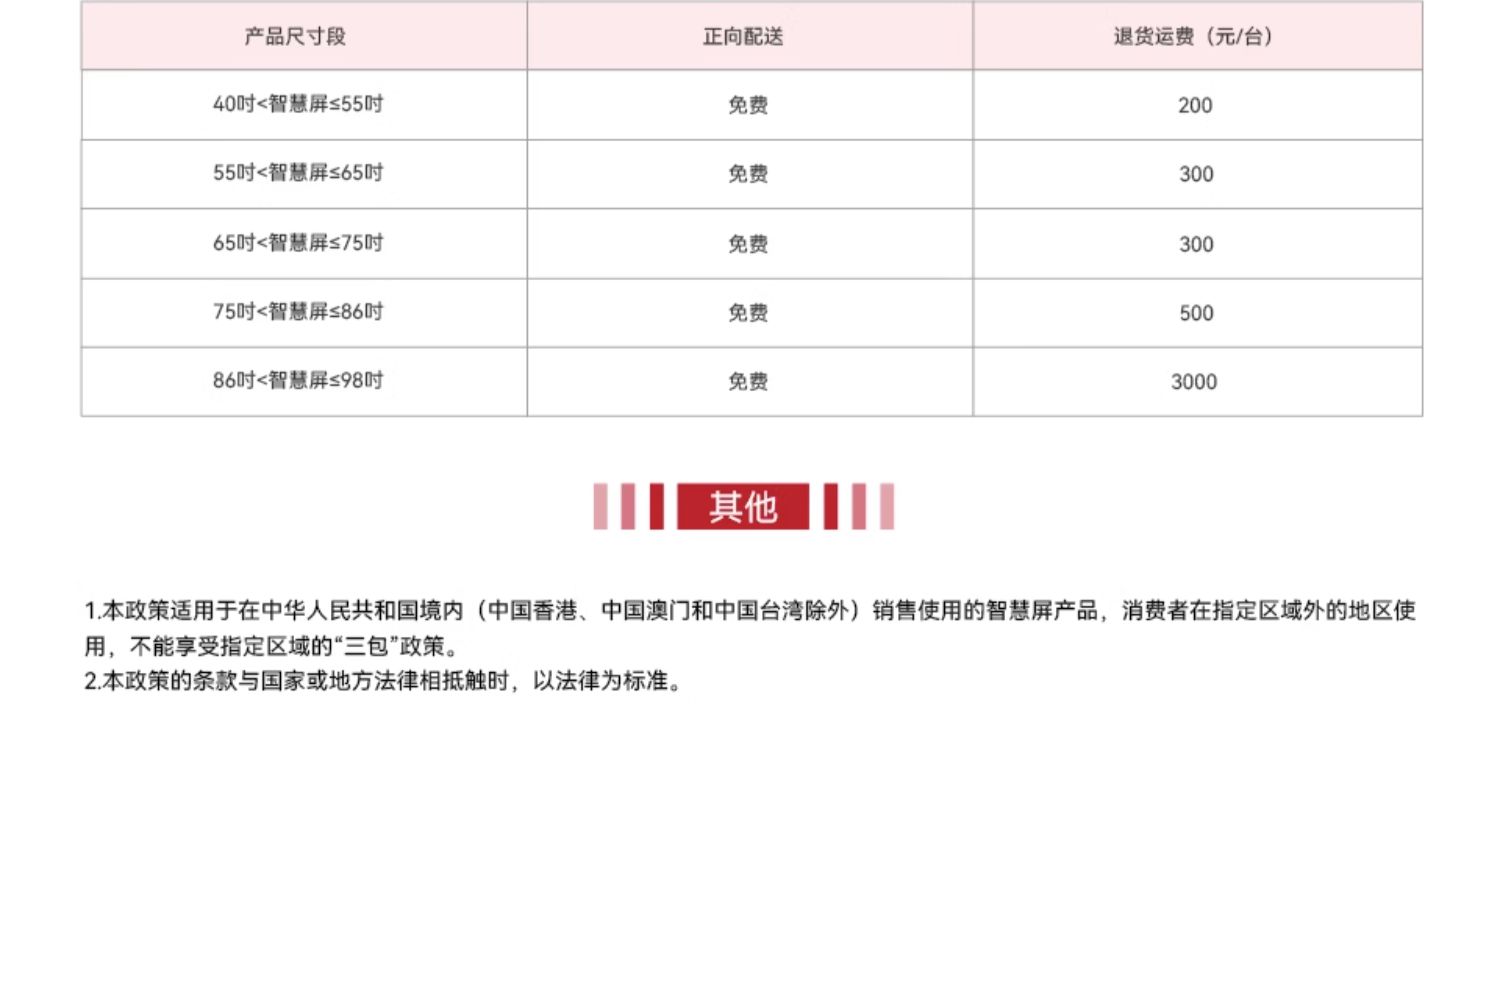 产品尺寸段 正向配送 退货运费（元/台）
40吋<智慧屏≤55吋 免费 200
55吋<智慧屏≤65吋 免费 300
65吋<智慧屏≤75吋 免费 300
75吋<智慧屏≤86吋 免费 500
86吋<智慧屏≤98吋 免费 3000
其他
1.本政策适用于在中华人民共和国境内（中国香港、中国澳门和中国台湾除外）销售使用的智慧屏产品，消费者在指定区域外的地区使
用，不能享受指定区域的“三包”政策。
2.本政策的条款与国家或地方法律相抵触时，以法律为标准。